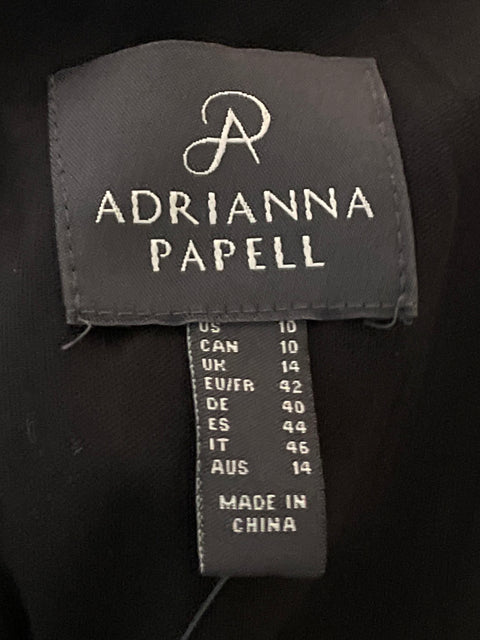 AP
ADRIANNA
PAPELL
US 10
CAN 10
UK 14
EU/FR 42
DE 40
ES 44
IT 46
AUS 14
MADE IN
CHINA